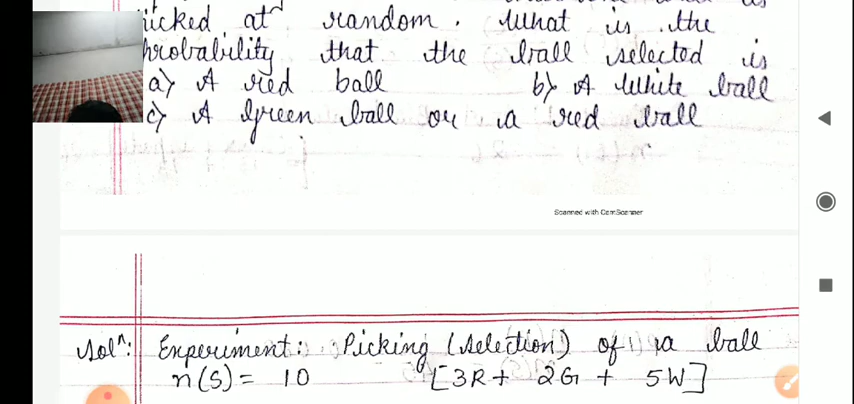 picked at random. What is the
probability that the ball selected is
a) A red ball b) A White ball
c) A Green ball or a red ball
Scanned with CamScanner
Solⁿ: Experiment: Picking (selection) of a ball
n(S) = 10 [3R + 2G + 5W]